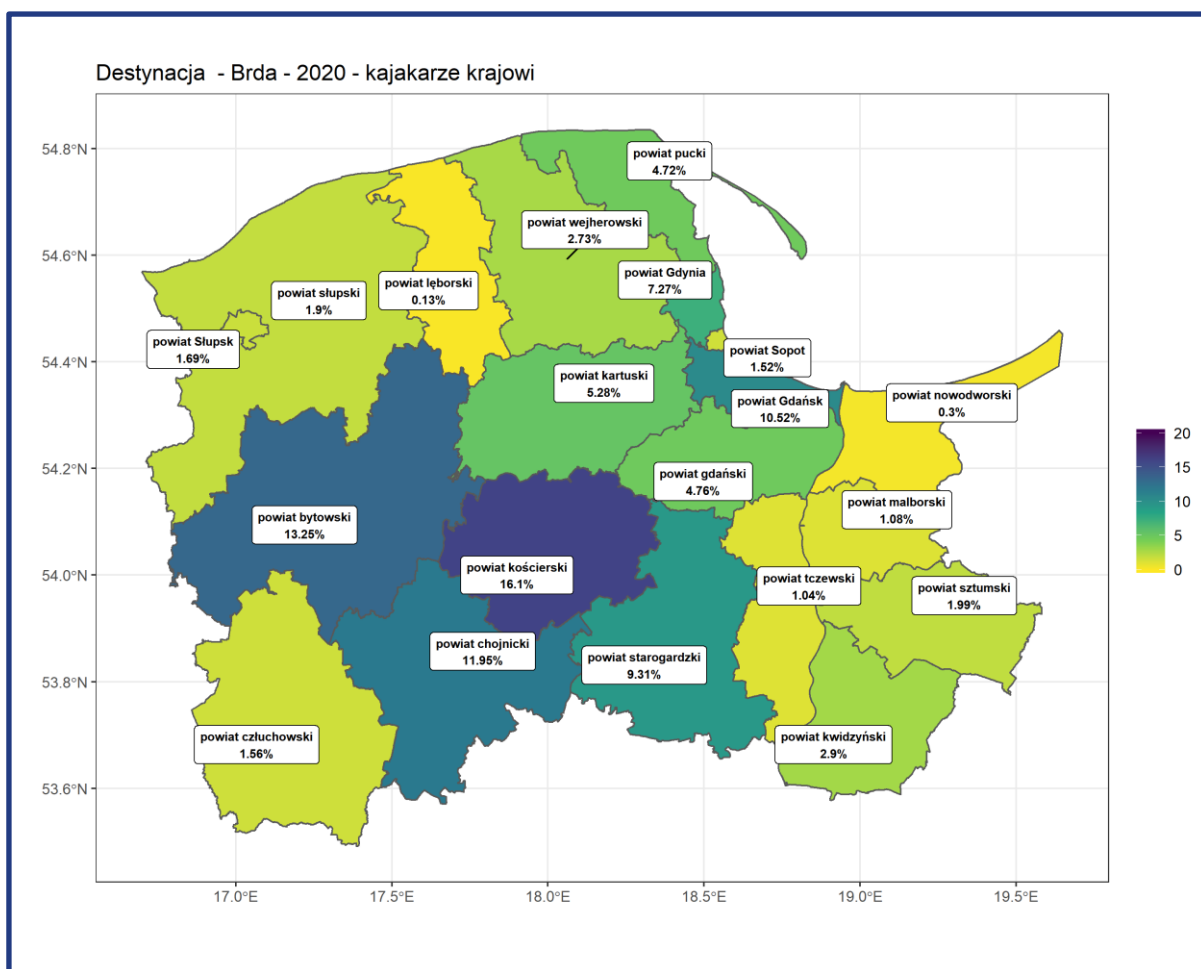 Destynacja - Brda - 2020 - kajakarze krajowi
54.8°N
powiat pucki
4.72%
powiat wejherowski
2.73%
54.6°N
powiat Gdynia
7.27%
powiat lęborski
0.13%
powiat słupski
1.9%
powiat Słupsk
1.69%
54.4°N
powiat Sopot
1.52%
powiat kartuski
5.28%
powiat nowodworski
0.3%
powiat Gdańsk
10.52%
54.2°N
powiat gdański
4.76%
powiat malborski
1.08%
powiat bytowski
13.25%
54.0°N
powiat kościerski
16.1%
powiat tczewski
1.04%
powiat sztumski
1.99%
powiat chojnicki
11.95%
powiat starogardzki
9.31%
53.8°N
powiat człuchowski
1.56%
powiat kwidzyński
2.9%
53.6°N
17.0°E 17.5°E 18.0°E 18.5°E 19.0°E 19.5°E
20
15
10
5
0